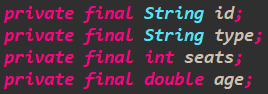 private final String id;
private final String type;
private final int seats;
private final double age;